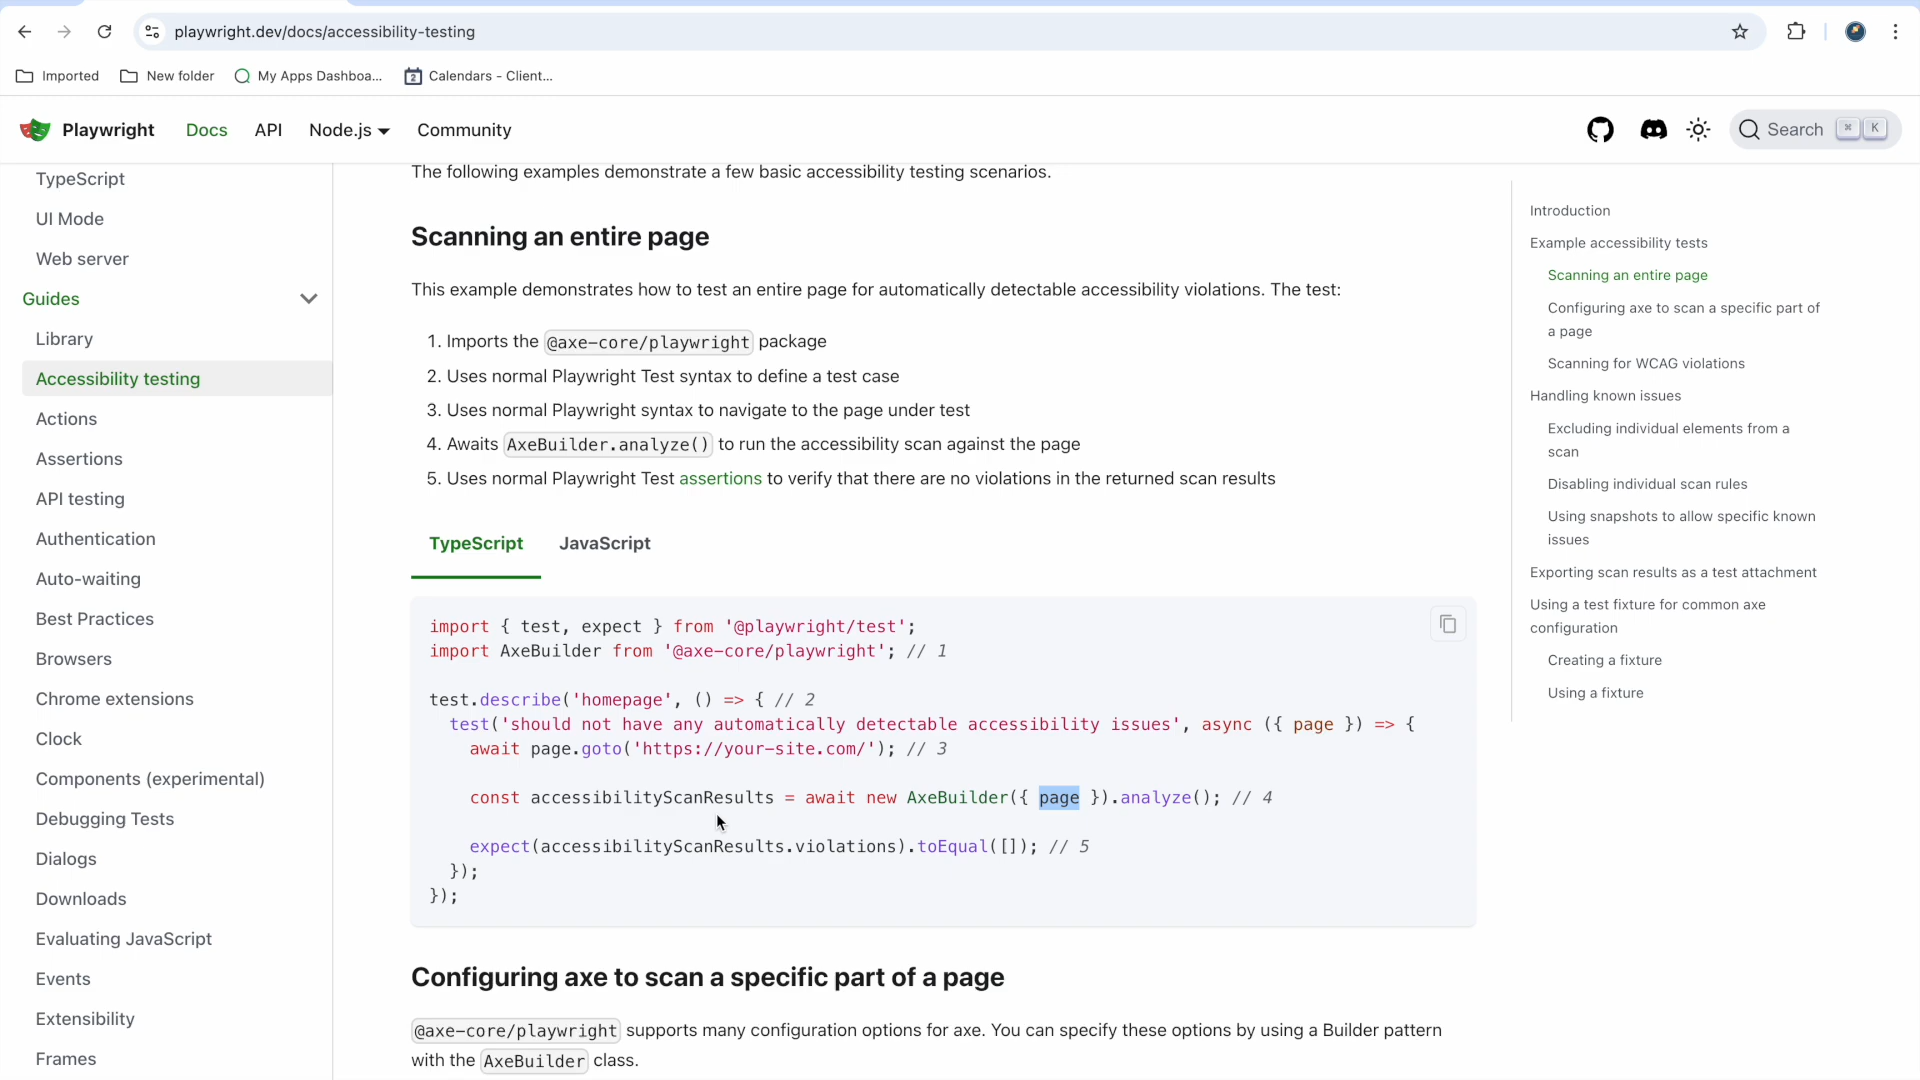 playwright.dev/docs/accessibility-testing
Imported
New folder
My Apps Dashboa...
2
Calendars - Client...
Playwright
Docs
API
Node.js
Community
Search
⌘ K
TypeScript
UI Mode
Web server
Guides
Library
Accessibility testing
Actions
Assertions
API testing
Authentication
Auto-waiting
Best Practices
Browsers
Chrome extensions
Clock
Components (experimental)
Debugging Tests
Dialogs
Downloads
Evaluating JavaScript
Events
Extensibility
Frames
The following examples demonstrate a few basic accessibility testing scenarios.
Scanning an entire page
This example demonstrates how to test an entire page for automatically detectable accessibility violations. The test:
1. Imports the @axe-core/playwright package
2. Uses normal Playwright Test syntax to define a test case
3. Uses normal Playwright syntax to navigate to the page under test
4. Awaits AxeBuilder.analyze() to run the accessibility scan against the page
5. Uses normal Playwright Test assertions to verify that there are no violations in the returned scan results
TypeScript
JavaScript
import { test, expect } from '@playwright/test';
import AxeBuilder from '@axe-core/playwright'; // 1
test.describe('homepage', () => { // 2
test('should not have any automatically detectable accessibility issues', async ({ page }) => {
await page.goto('https://your-site.com/'); // 3
const accessibilityScanResults = await new AxeBuilder({ page }).analyze(); // 4
expect(accessibilityScanResults.violations).toEqual([]); // 5
});
});
Configuring axe to scan a specific part of a page
@axe-core/playwright supports many configuration options for axe. You can specify these options by using a Builder pattern
with the AxeBuilder class.
Introduction
Example accessibility tests
Scanning an entire page
Configuring axe to scan a specific part of
a page
Scanning for WCAG violations
Handling known issues
Excluding individual elements from a
scan
Disabling individual scan rules
Using snapshots to allow specific known
issues
Exporting scan results as a test attachment
Using a test fixture for common axe
configuration
Creating a fixture
Using a fixture